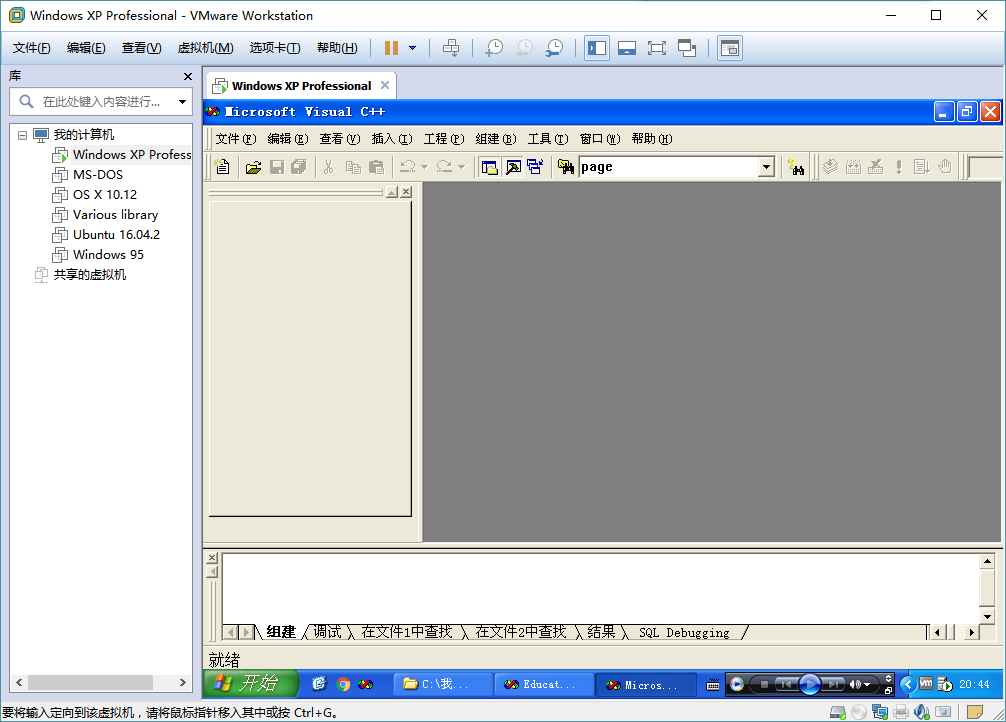 Windows XP Professional - VMware Workstation
文件(F) 编辑(E) 查看(V) 虚拟机(M) 选项卡(T) 帮助(H)
库
在此处键入内容进行...
我的计算机
Windows XP Profess
MS-DOS
OS X 10.12
Various library
Ubuntu 16.04.2
Windows 95
共享的虚拟机
Windows XP Professional
Microsoft Visual C++
文件(F) 编辑(E) 查看(V) 插入(I) 工程(P) 组建(B) 工具(T) 窗口(W) 帮助(H)
page
组建 调试 在文件1中查找 在文件2中查找 结果 SQL Debugging
就绪
开始 C:\我... Educat... Micros... 20:44
要将输入定向到该虚拟机，请将鼠标指针移入其中或按 Ctrl+G。